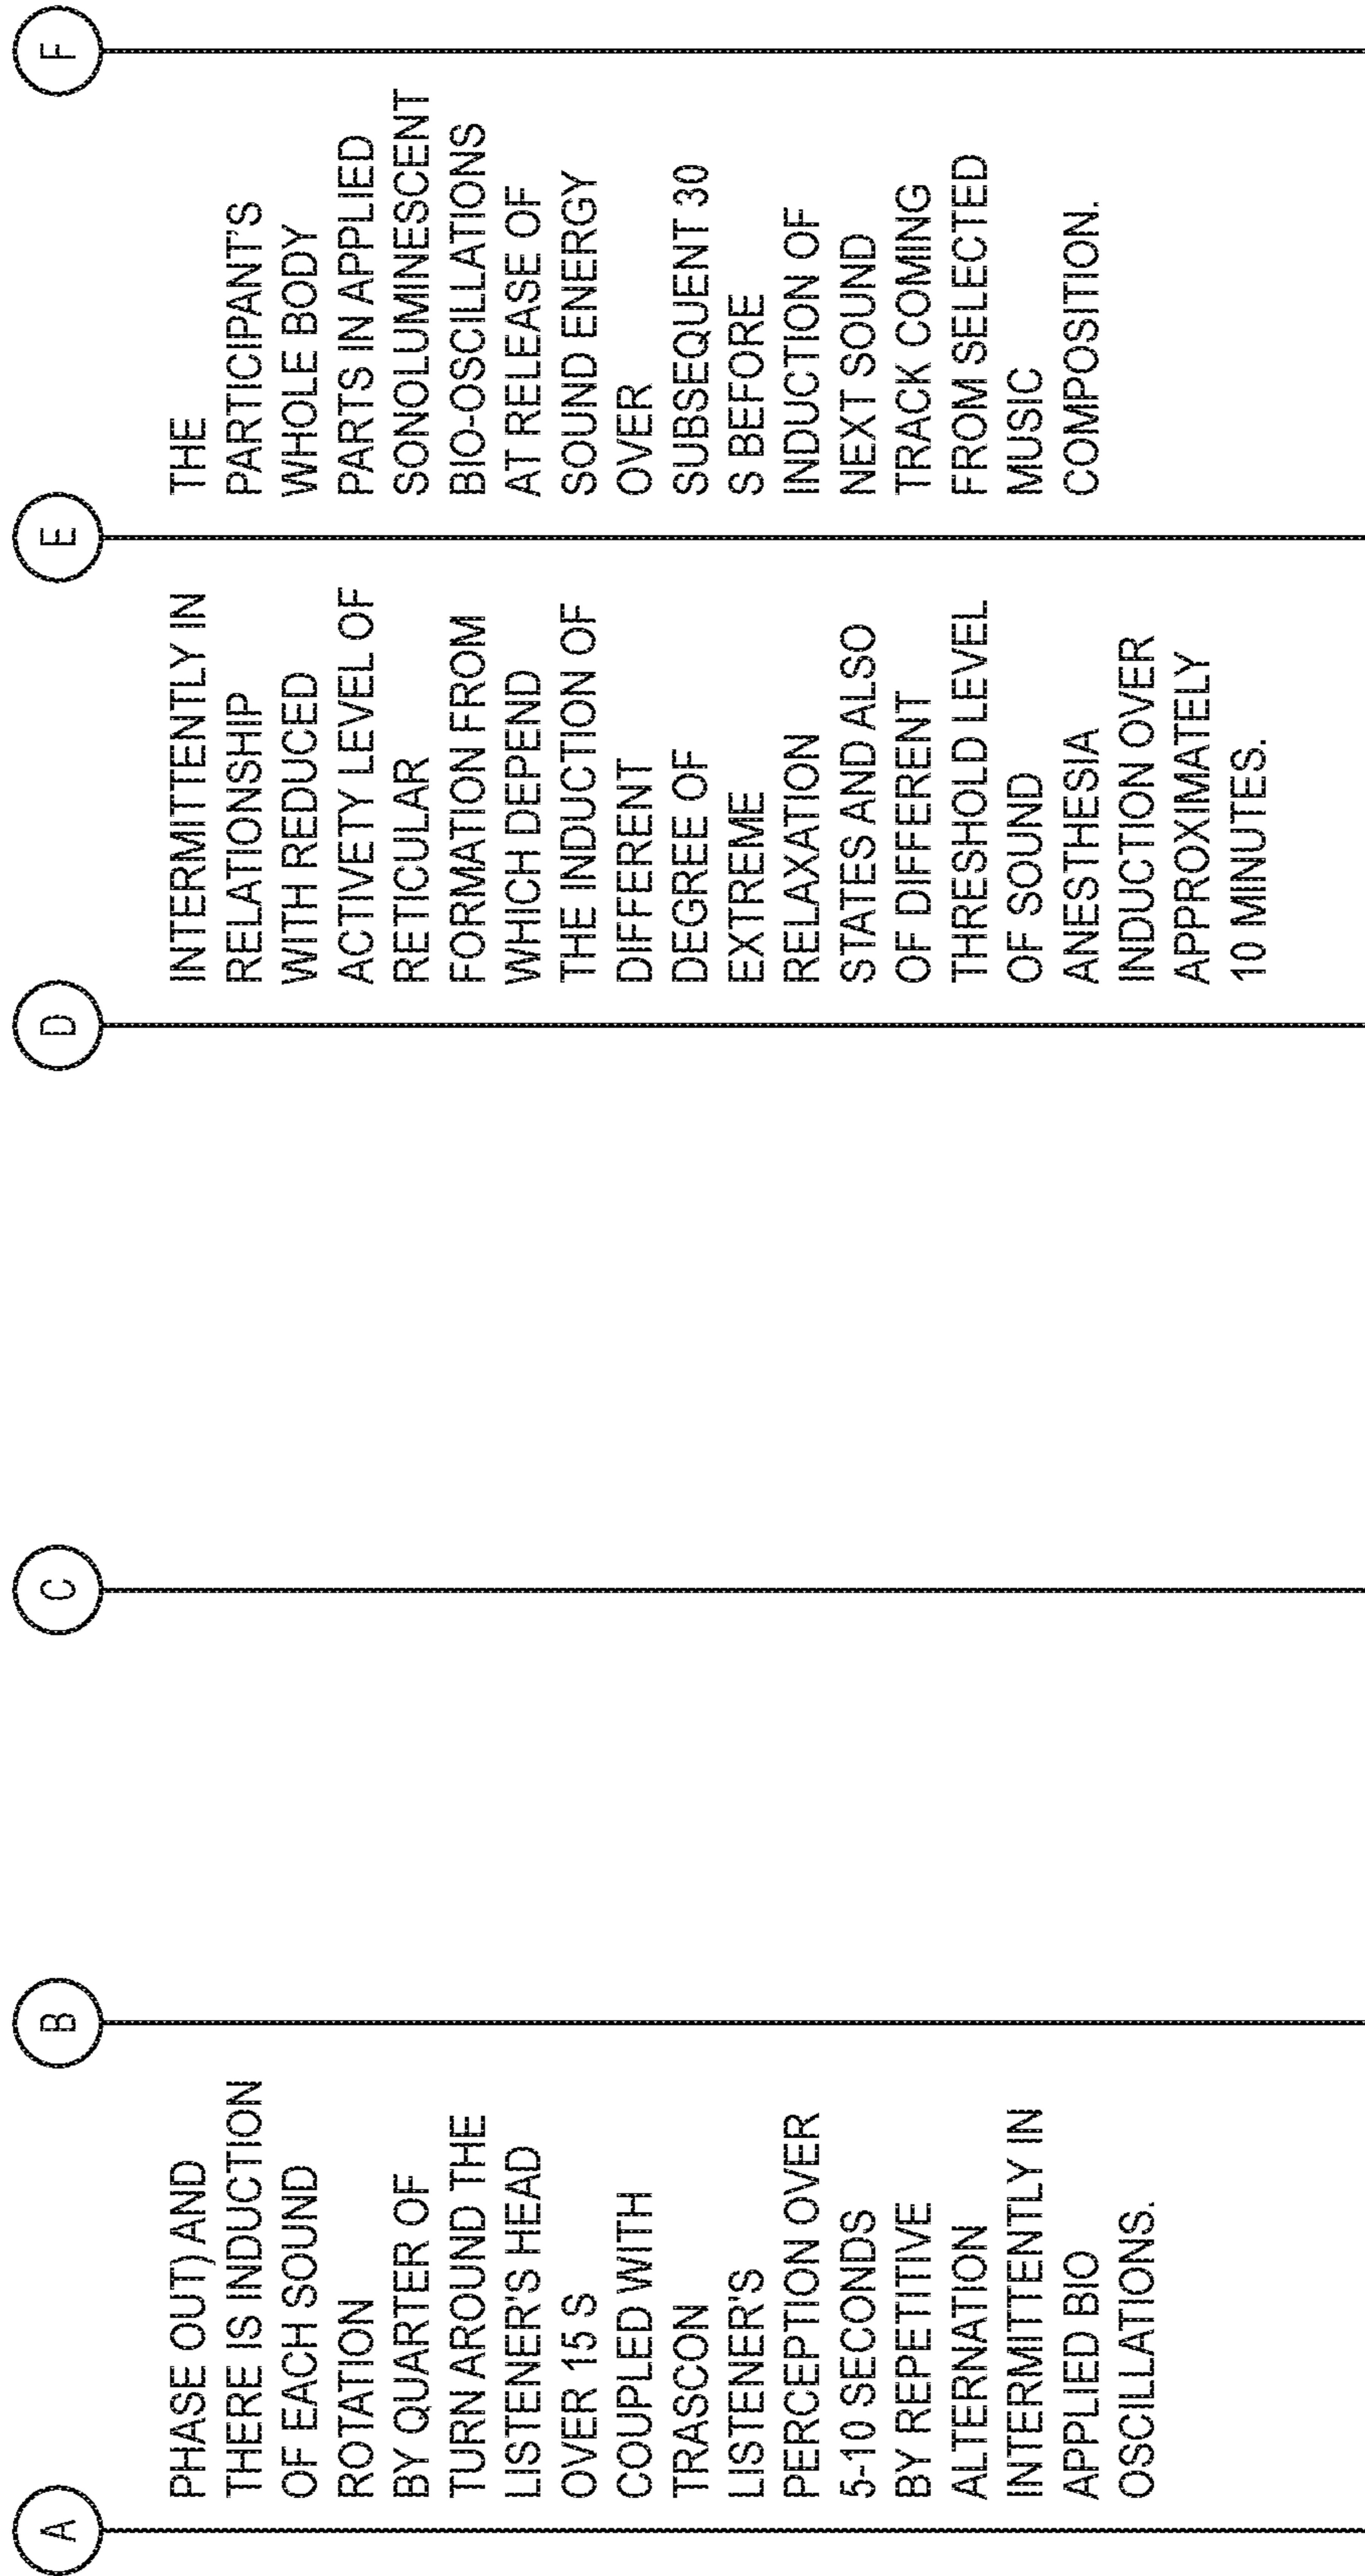 A
B
C
D
E
F
PHASE OUT) AND
THERE IS INDUCTION
OF EACH SOUND
ROTATION
BY QUARTER OF
TURN AROUND THE
LISTENER'S HEAD
OVER 15 S
COUPLED WITH
TRASCON
LISTENER'S
PERCEPTION OVER
5-10 SECONDS
BY REPETITIVE
ALTERNATION
INTERMITTENTLY IN
APPLIED BIO
OSCILLATIONS.
INTERMITTENTLY IN
RELATIONSHIP
WITH REDUCED
ACTIVETY LEVEL OF
RETICULAR
FORMATION FROM
WHICH DEPEND
THE INDUCTION OF
DIFFERENT
DEGREE OF
EXTREME
RELAXATION
STATES AND ALSO
OF DIFFERENT
THRESHOLD LEVEL
OF SOUND
ANESTHESIA
INDUCTION OVER
APPROXIMATELY
10 MINUTES.
THE
PARTICIPANT'S
WHOLE BODY
PARTS IN APPLIED
SONOLUMINESCENT
BIO-OSCILLATIONS
AT RELEASE OF
SOUND ENERGY
OVER
SUBSEQUENT 30
S BEFORE
INDUCTION OF
NEXT SOUND
TRACK COMING
FROM SELECTED
MUSIC
COMPOSITION.